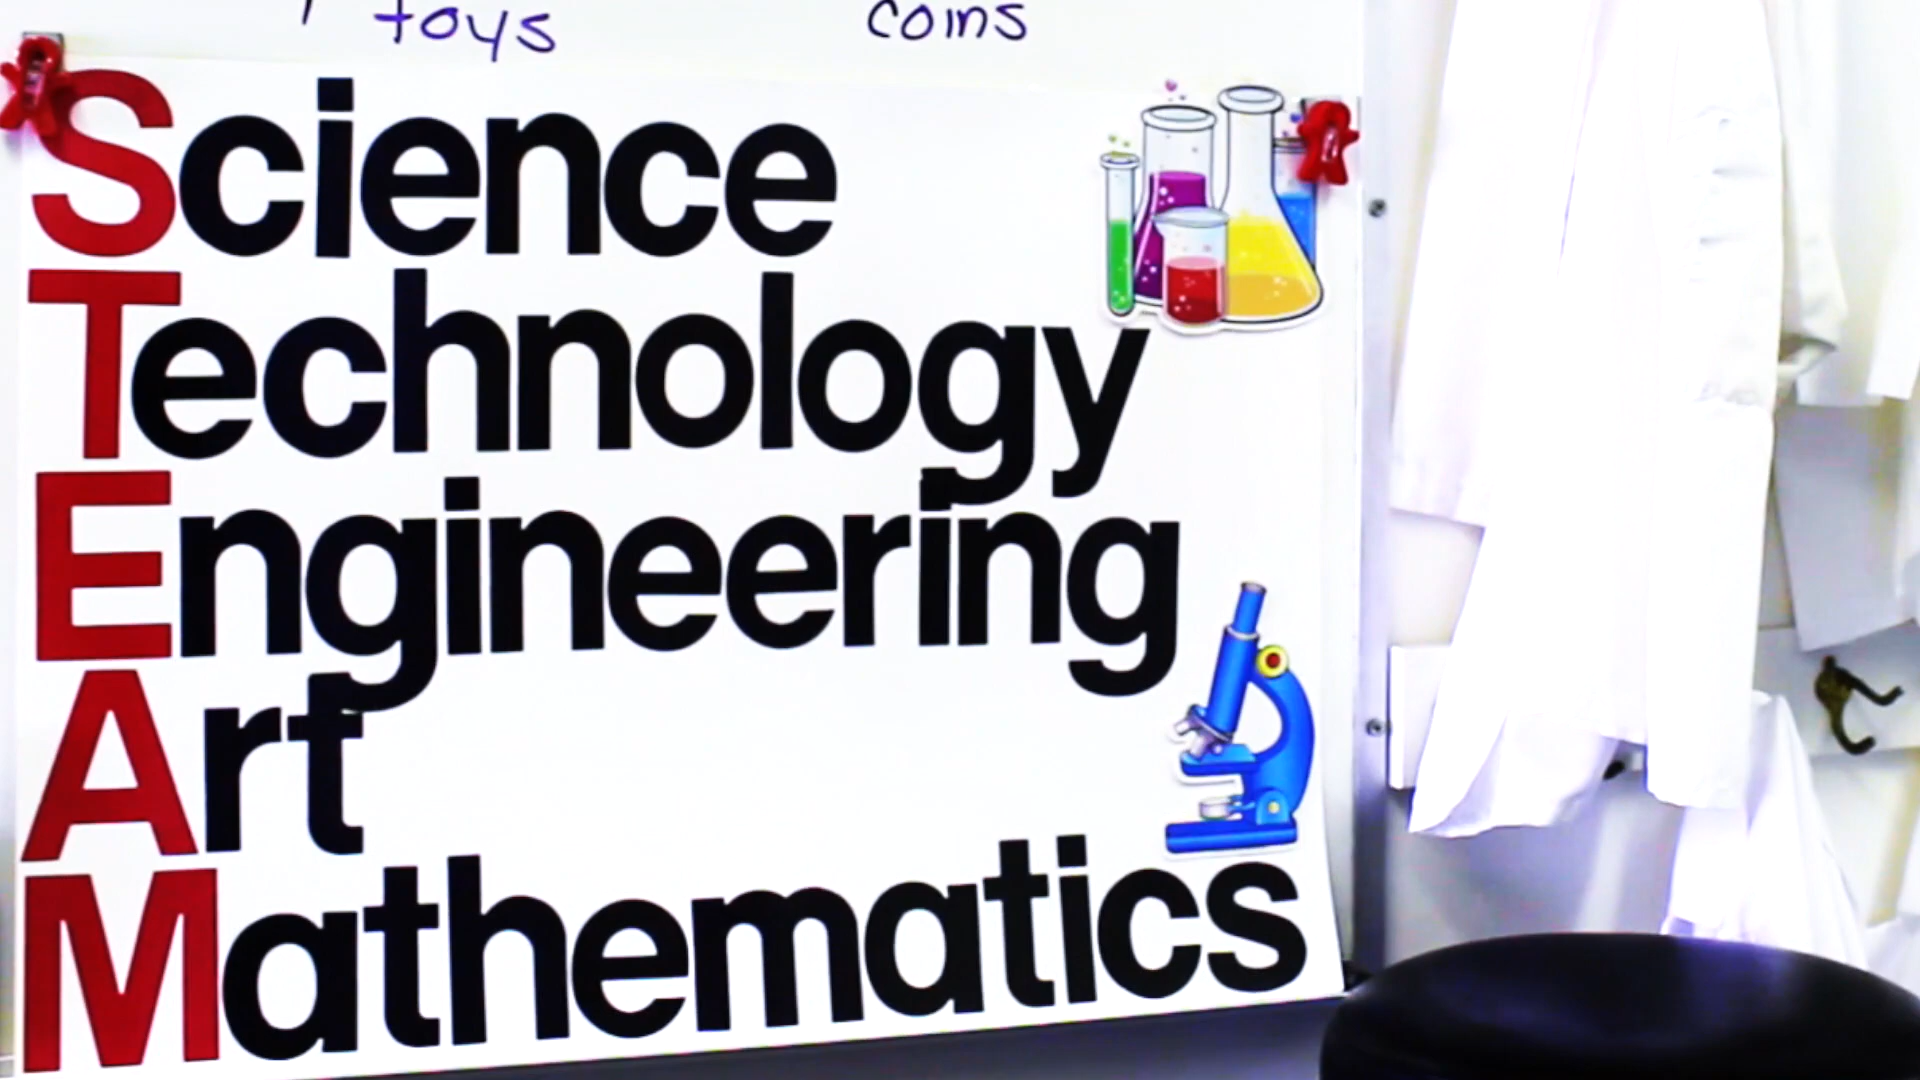 toys coins
Science
Technology
Engineering
Art
Mathematics